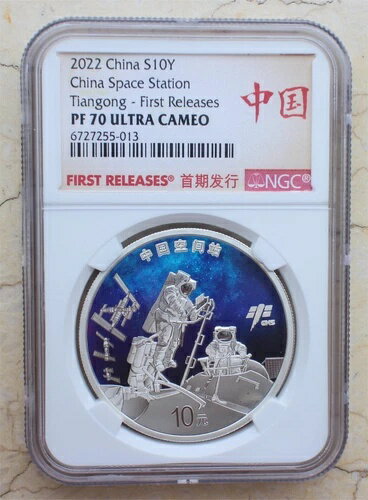 2022 China S10Y
China Space Station
Tiangong - First Releases
PF 70 ULTRA CAMEO
6727255-013
中国
FIRST RELEASES® 首期发行 NGC®
中国空间站
CMS
10元